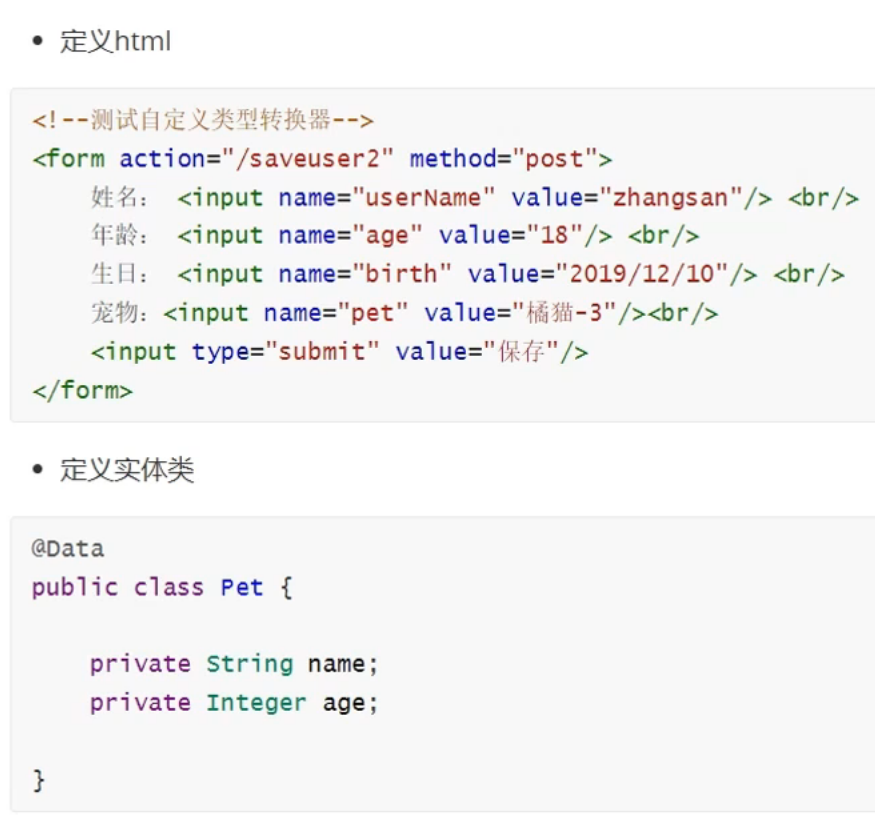 • 定义html
<!--测试自定义类型转换器-->
<form action="/saveuser2" method="post">
姓名： <input name="userName" value="zhangsan"/> <br/>
年龄： <input name="age" value="18"/> <br/>
生日： <input name="birth" value="2019/12/10"/> <br/>
宠物：<input name="pet" value="橘猫-3"/><br/>
<input type="submit" value="保存"/>
</form>
• 定义实体类
@Data
public class Pet {
private String name;
private Integer age;
}